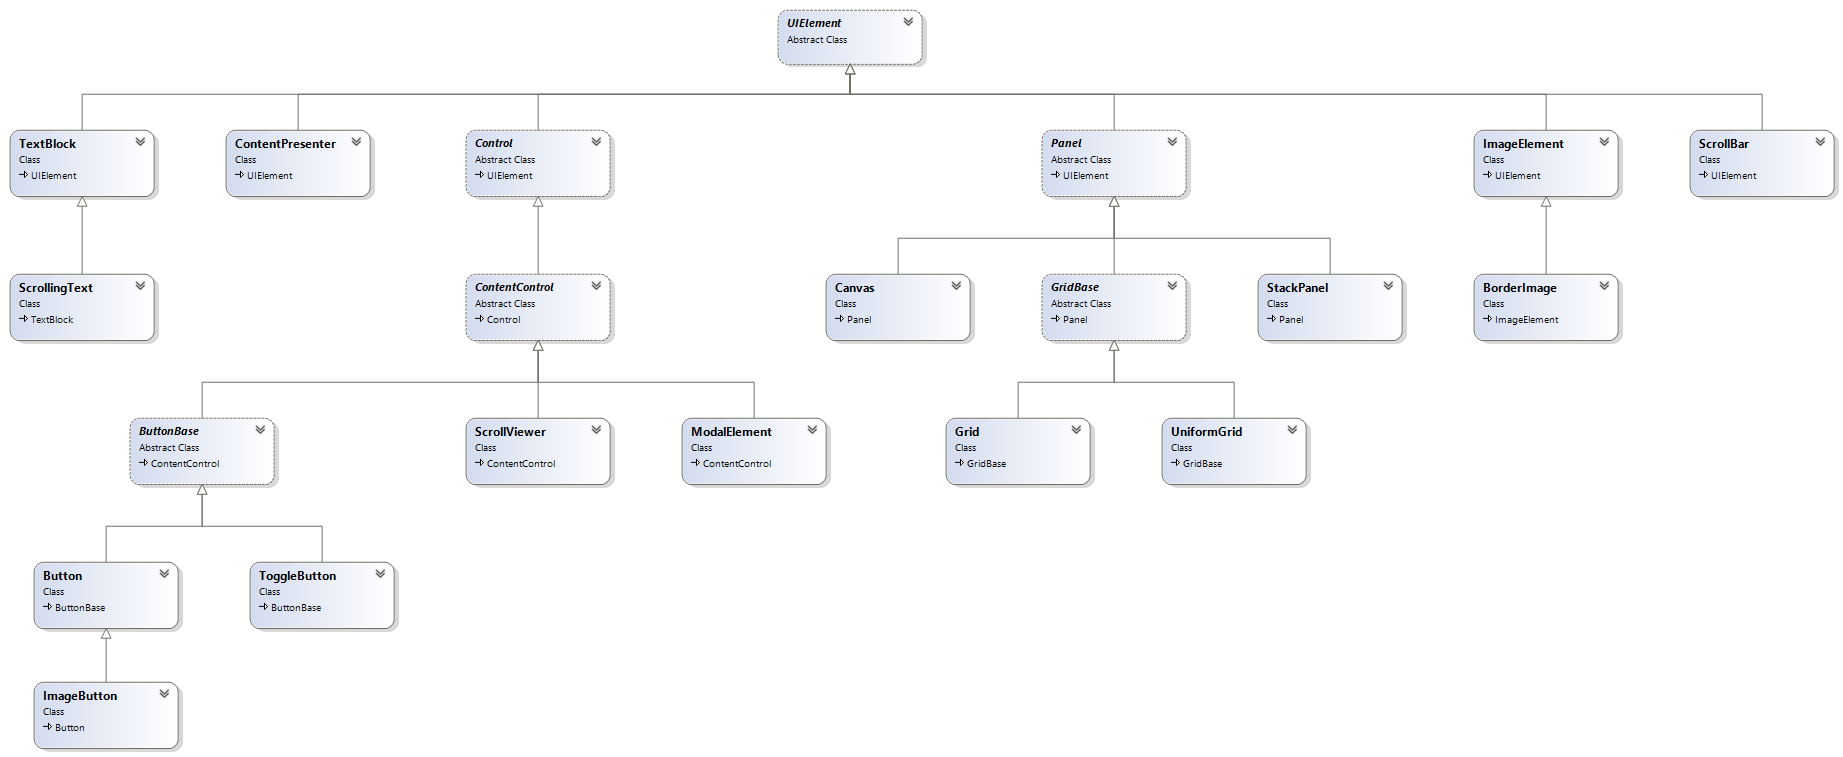 UIElement
Abstract Class
TextBlock
Class
UIElement
ContentPresenter
Class
UIElement
Control
Abstract Class
UIElement
Panel
Abstract Class
UIElement
ImageElement
Class
UIElement
ScrollBar
Class
UIElement
ScrollingText
Class
TextBlock
ContentControl
Abstract Class
Control
Canvas
Class
Panel
GridBase
Abstract Class
Panel
StackPanel
Class
Panel
BorderImage
Class
ImageElement
ButtonBase
Abstract Class
ContentControl
ScrollViewer
Class
ContentControl
ModalElement
Class
ContentControl
Grid
Class
GridBase
UniformGrid
Class
GridBase
Button
Class
ButtonBase
ToggleButton
Class
ButtonBase
ImageButton
Class
Button